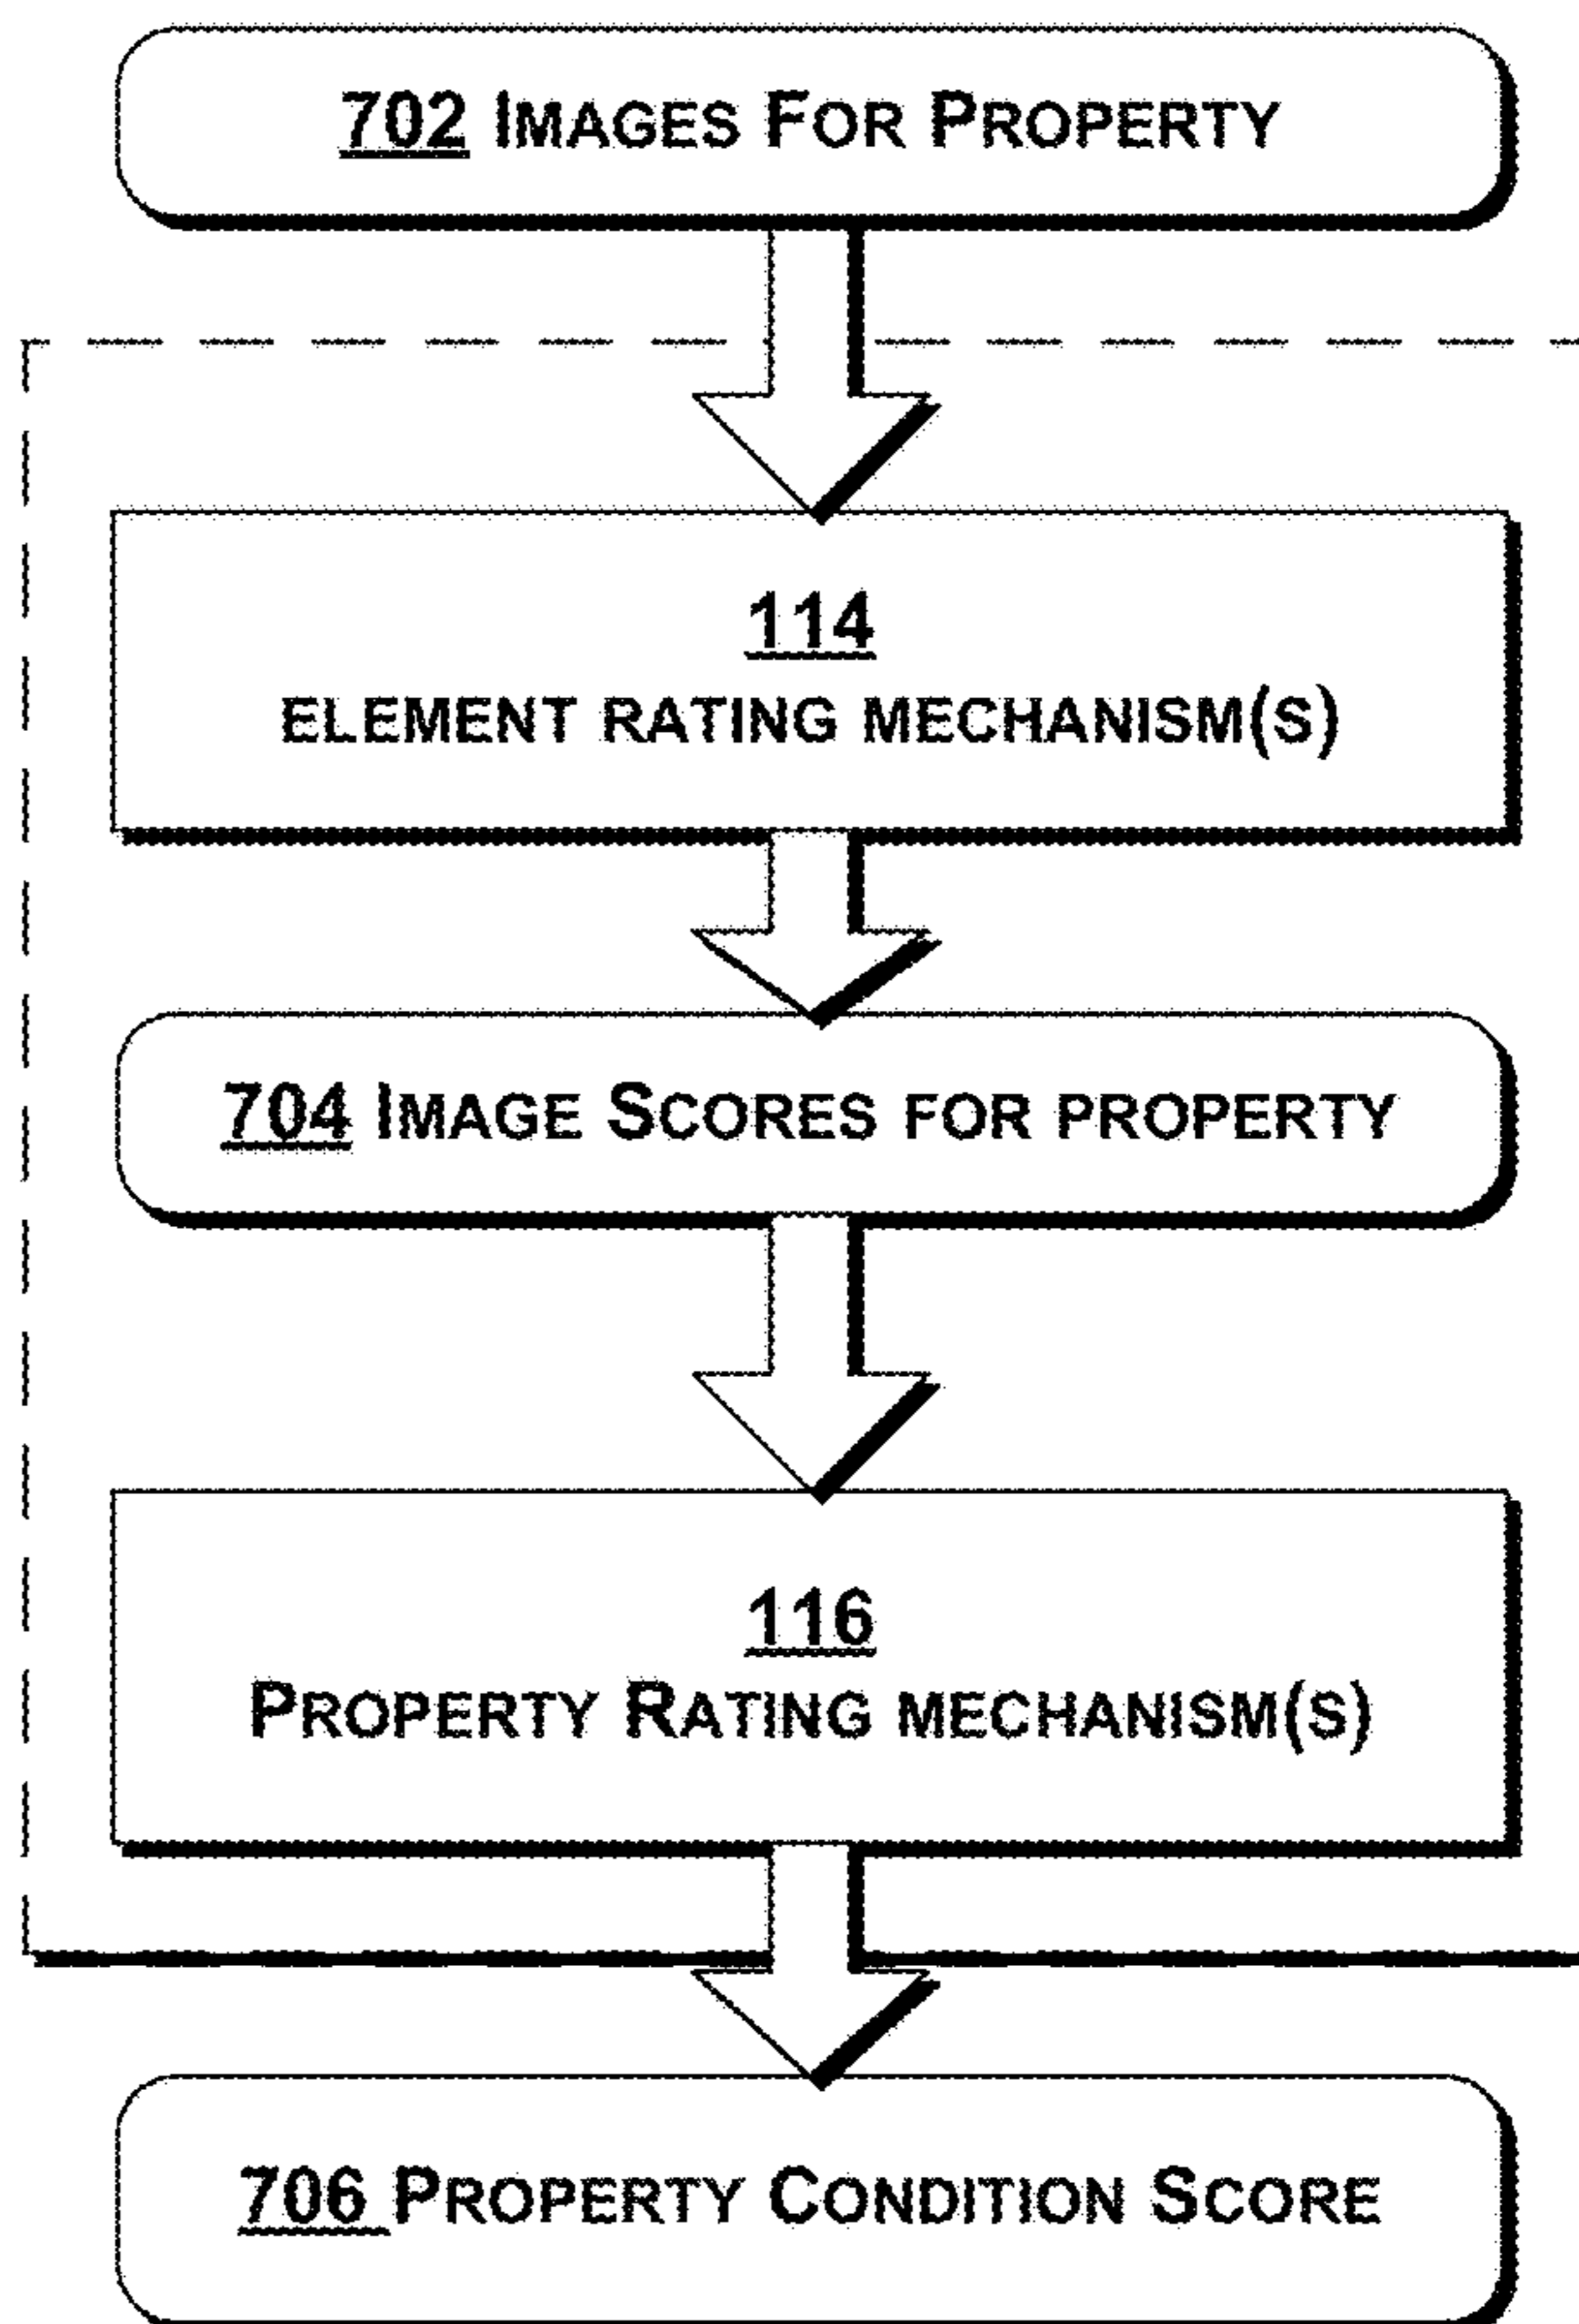 702 IMAGES FOR PROPERTY
114
ELEMENT RATING MECHANISM(S)
704 IMAGE SCORES FOR PROPERTY
116
PROPERTY RATING MECHANISM(S)
706 PROPERTY CONDITION SCORE